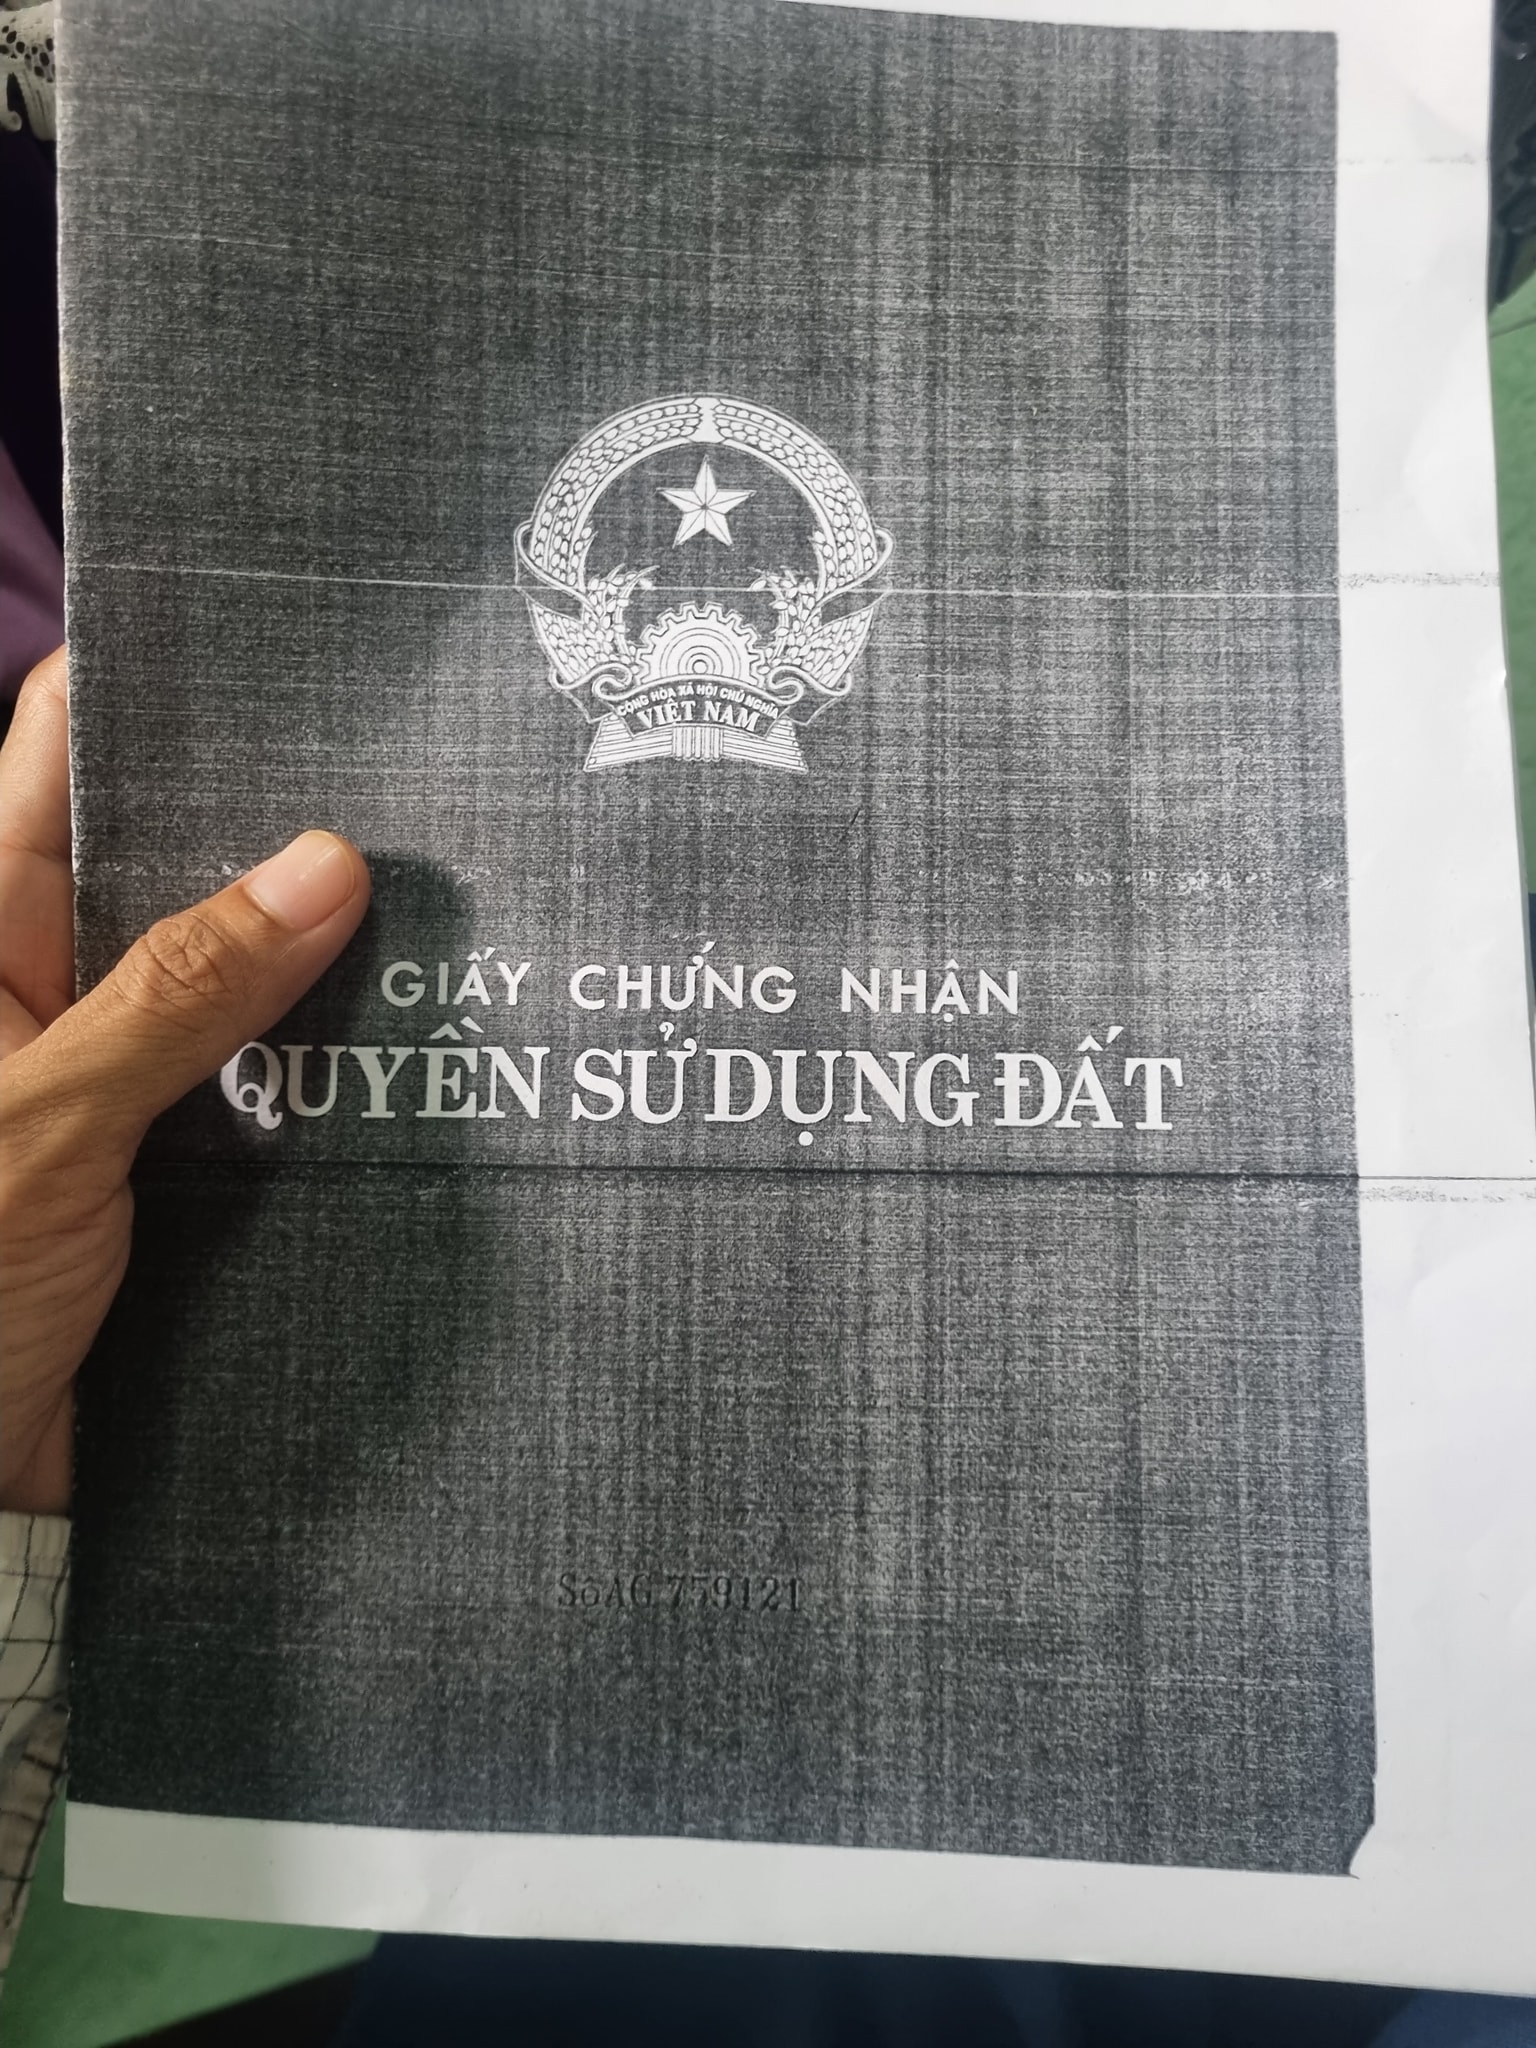 CỘNG HÒA XÃ HỘI CHỦ NGHĨA
VIỆT NAM
GIẤY CHỨNG NHẬN
QUYỀN SỬ DỤNG ĐẤT
Số AG 759121